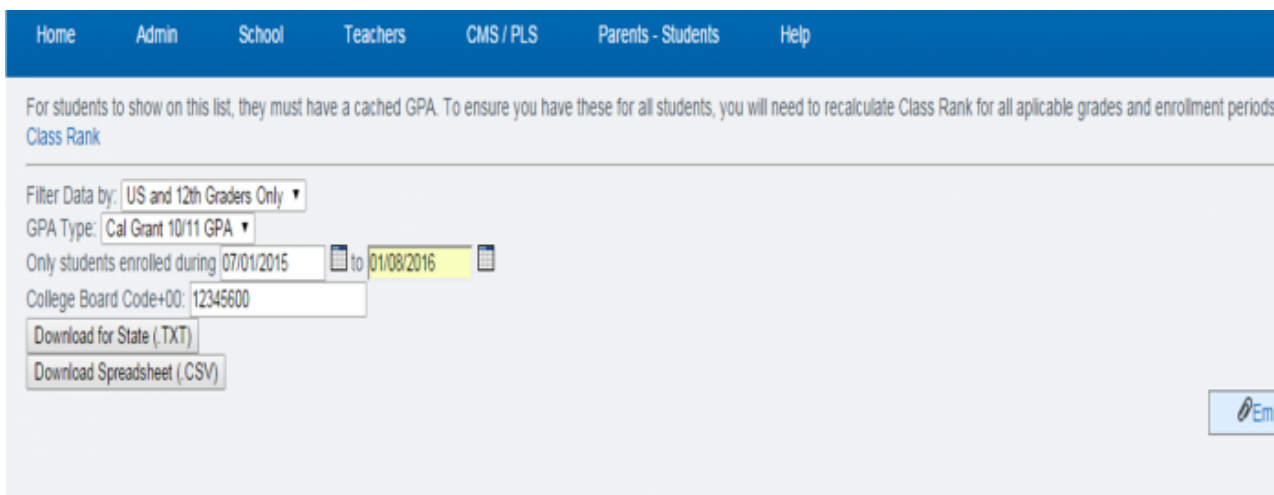 Home Admin School Teachers CMS / PLS Parents - Students Help
For students to show on this list, they must have a cached GPA. To ensure you have these for all students, you will need to recalculate Class Rank for all aplicable grades and enrollment periods
Class Rank
Filter Data by: US and 12th Graders Only
GPA Type: Cal Grant 10/11 GPA
Only students enrolled during 07/01/2015 to 01/08/2016
College Board Code+00: 12345600
Download for State (.TXT)
Download Spreadsheet (.CSV)
Em